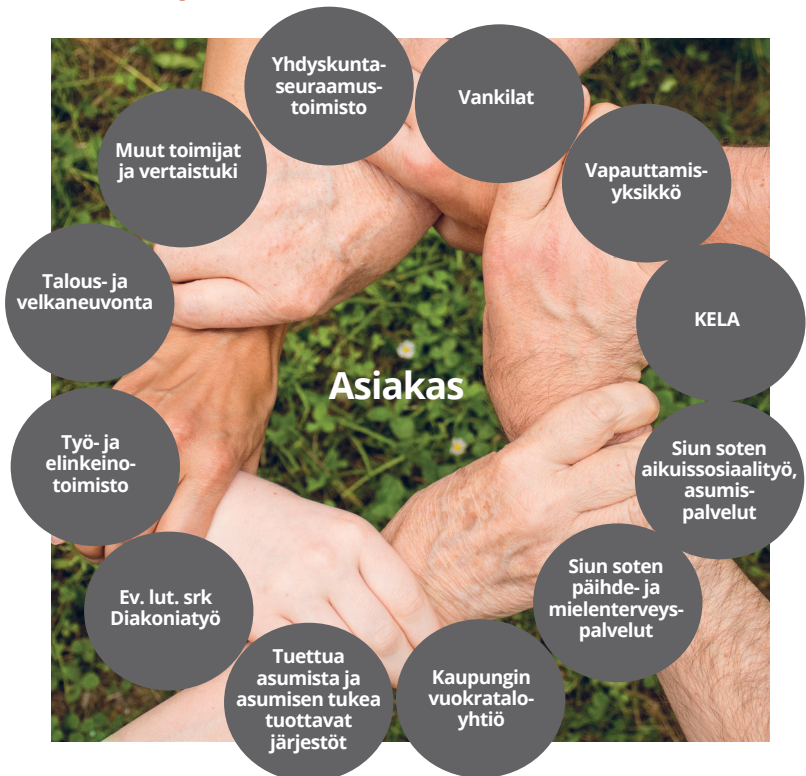 Yhdyskunta-
seuraamus-
toimisto
Vankilat
Vapauttamis-
yksikkö
KELA
Siun soten
aikuissosiaalityö,
asumis-
palvelut
Siun soten
päihde- ja
mielenterveys-
palvelut
Kaupungin
vuokratalo-
yhtiö
Tuettua
asumista ja
asumisen tukea
tuottavat
järjestöt
Ev. lut. srk
Diakoniatyö
Työ- ja
elinkeino-
toimisto
Talous- ja
velkaneuvonta
Muut toimijat
ja vertaistuki
Asiakas